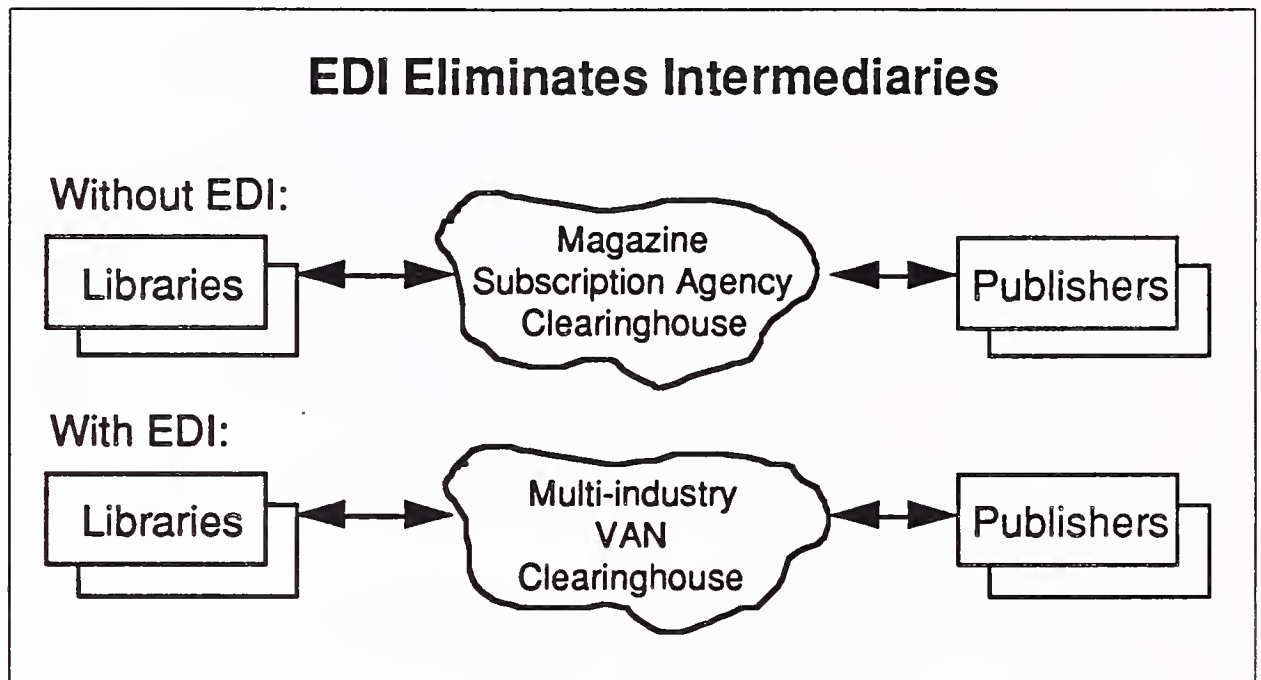 EDI Eliminates Intermediaries
Without EDI:
Libraries
Magazine
Subscription Agency
Clearinghouse
Publishers
With EDI:
Libraries
Multi-industry
VAN
Clearinghouse
Publishers